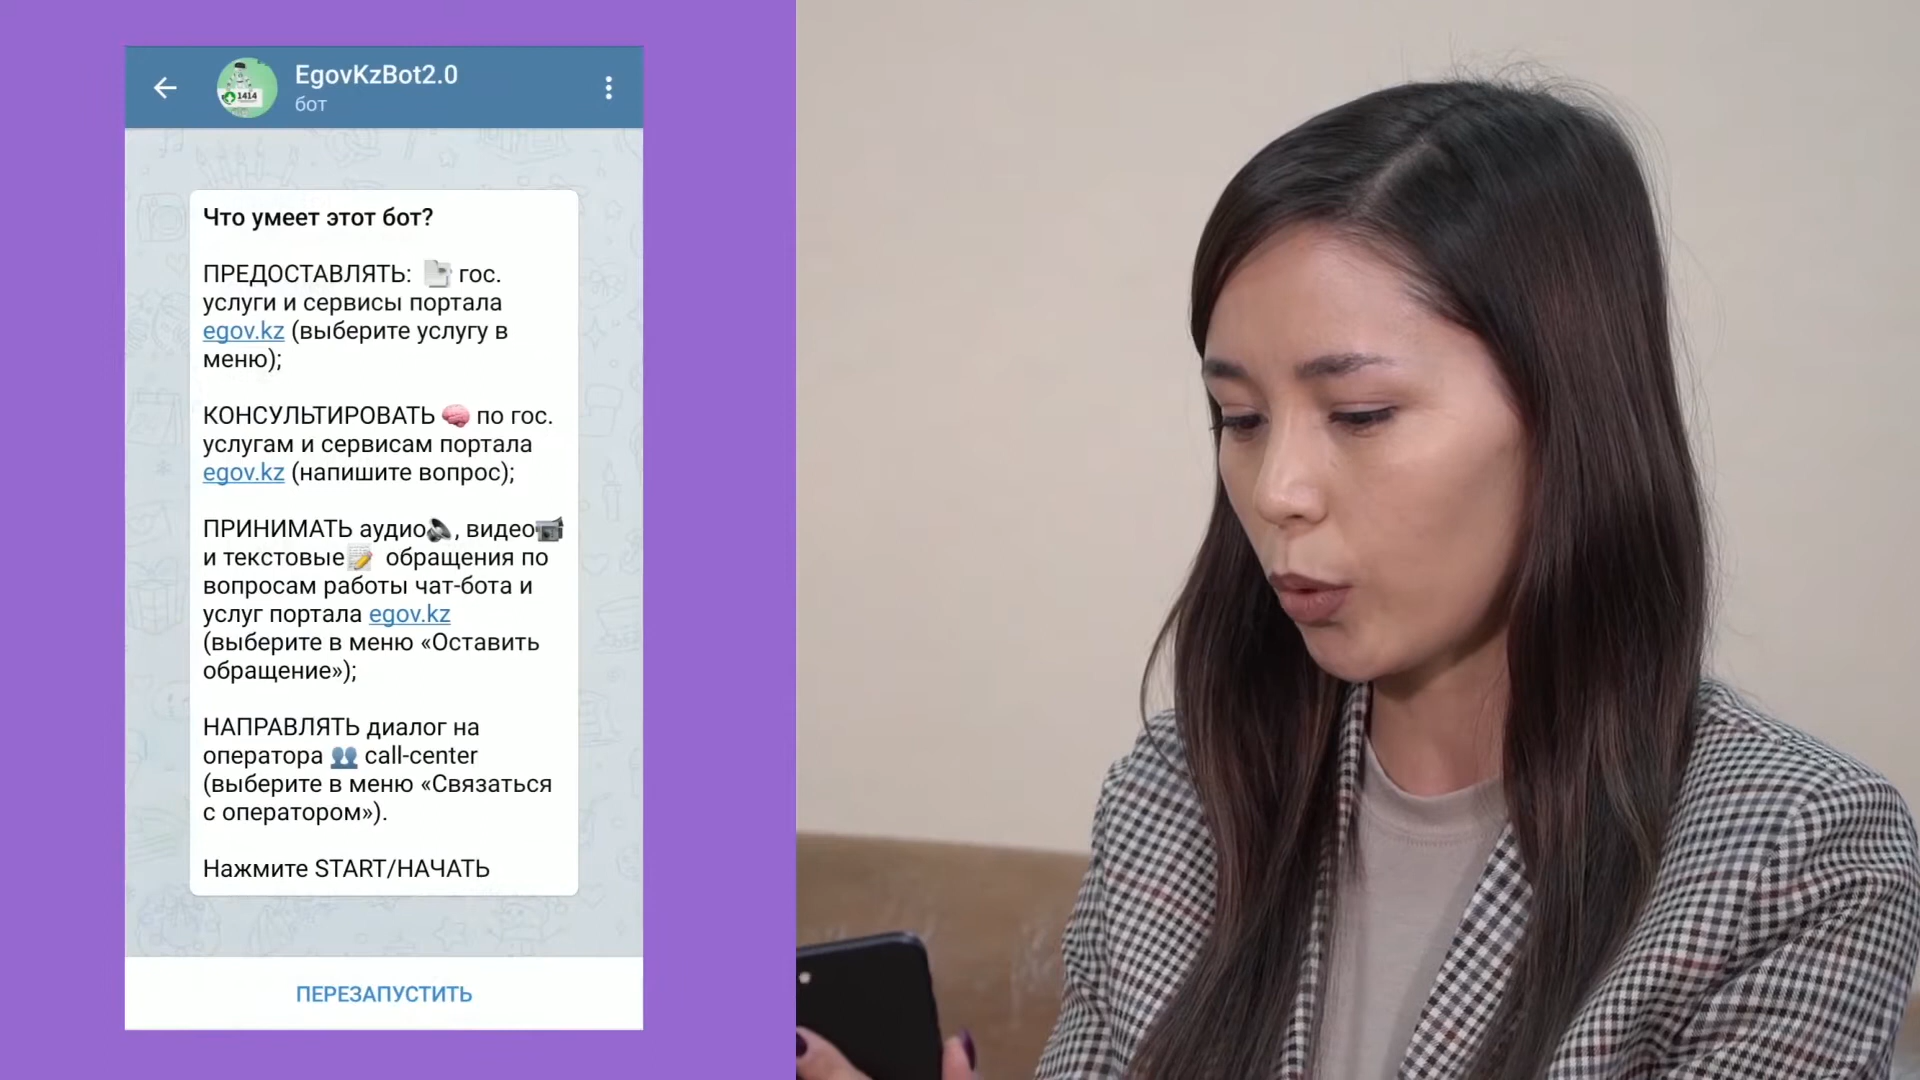 EgovKzBot2.0
бот
1414
Что умеет этот бот?
ПРЕДОСТАВЛЯТЬ: гос.
услуги и сервисы портала
egov.kz (выберите услугу в
меню);
КОНСУЛЬТИРОВАТЬ по гос.
услугам и сервисам портала
egov.kz (напишите вопрос);
ПРИНИМАТЬ аудио, видео
и текстовые обращения по
вопросам работы чат-бота и
услуг портала egov.kz
(выберите в меню «Оставить
обращение»);
НАПРАВЛЯТЬ диалог на
оператора call-center
(выберите в меню «Связаться
с оператором»).
Нажмите START/НАЧАТЬ
ПЕРЕЗАПУСТИТЬ